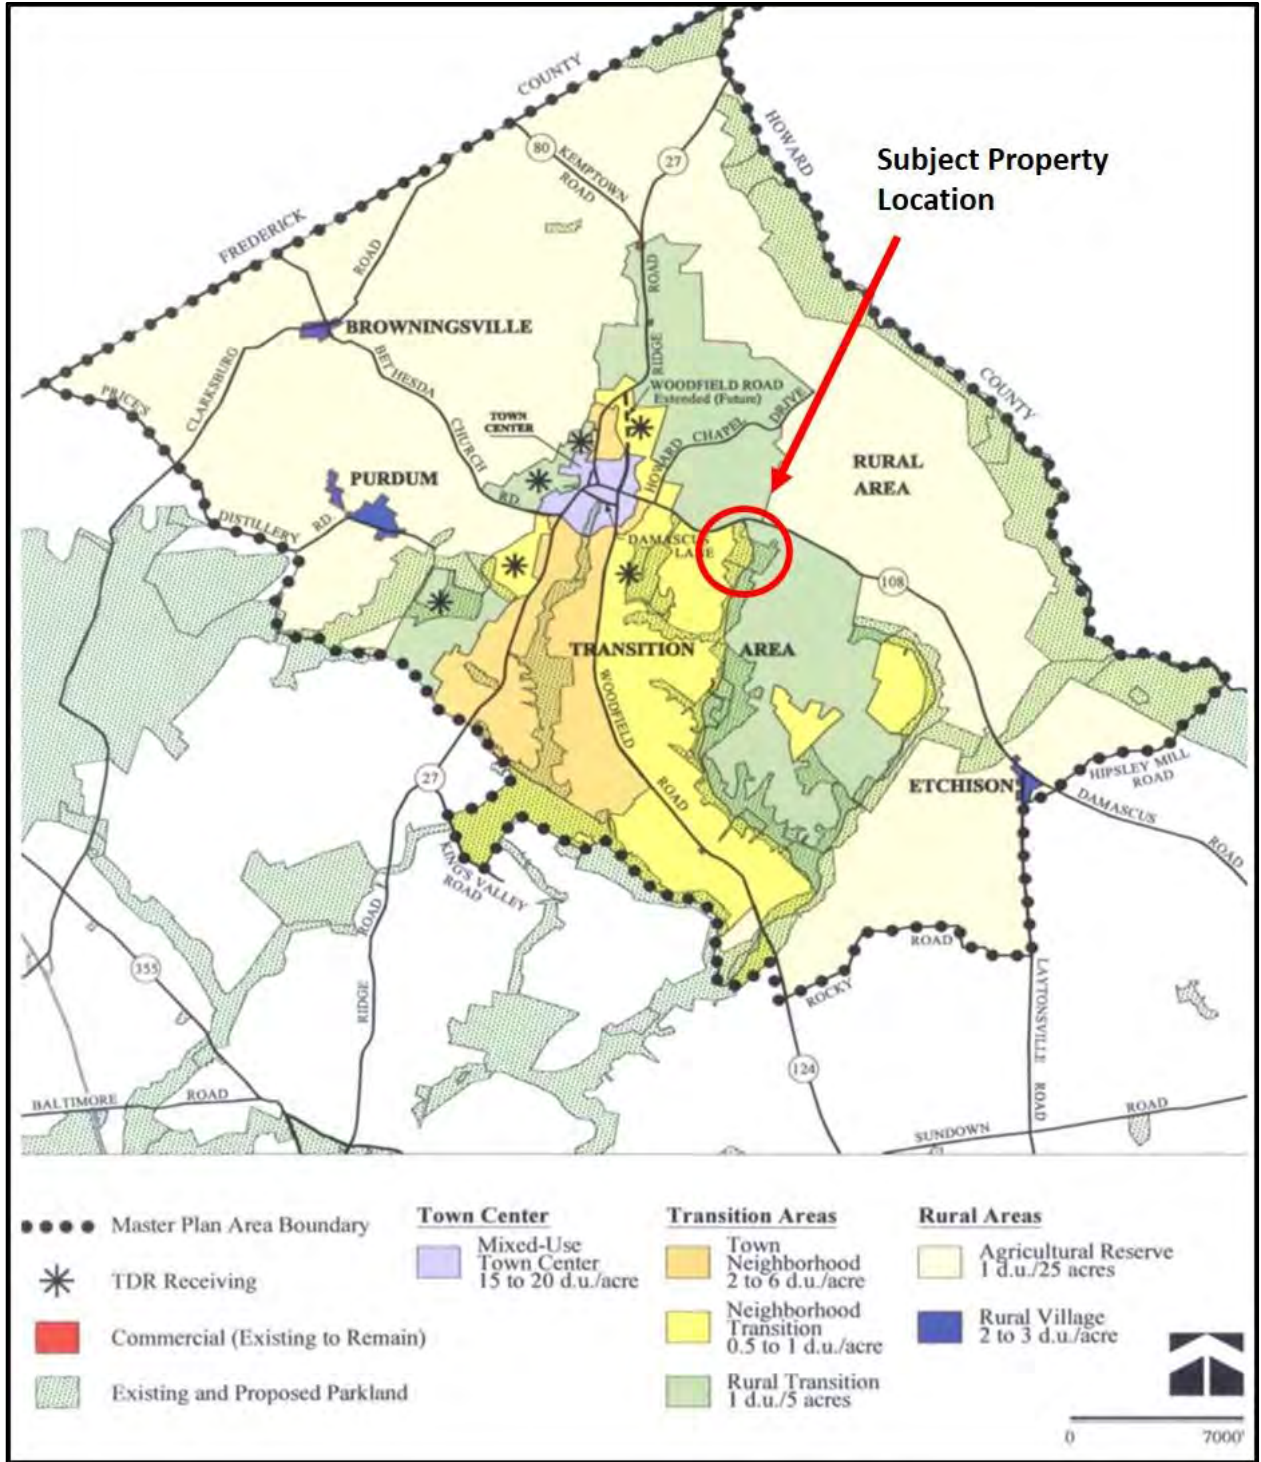 COUNTY
HOWARD
80
KEMPTOWN
ROAD
27
Subject Property
Location
FREDERICK
ROAD
ROAD
BROWNINGSVILLE
RIDGE
COUNTY
CLARKSBURG
BETHESDA
PRICE'S
WOODFIELD ROAD
Extended (Future)
DRIVE
TOWN
CENTER
CHAPEL
HOWARD
CHURCH
RURAL
AREA
PURDUM
RD.
DISTILLERY
RD.
DAMASCUS
LAKE
108
TRANSITION
AREA
WOODFIELD
ROAD
27
ETCHISON
HIPSLEY MILL
ROAD
DAMASCUS
ROAD
KING'S VALLEY
ROAD
ROAD
ROAD
355
ROCKY
RIDGE
LAYTONSVILLE
ROAD
124
BALTIMORE
ROAD
ROAD
SUNDOWN
Master Plan Area Boundary
TDR Receiving
Commercial (Existing to Remain)
Existing and Proposed Parkland
Town Center
Mixed-Use
Town Center
15 to 20 d.u./acre
Transition Areas
Town
Neighborhood
2 to 6 d.u./acre
Neighborhood
Transition
0.5 to 1 d.u./acre
Rural Transition
1 d.u./5 acres
Rural Areas
Agricultural Reserve
1 d.u./25 acres
Rural Village
2 to 3 d.u./acre
0
7000'